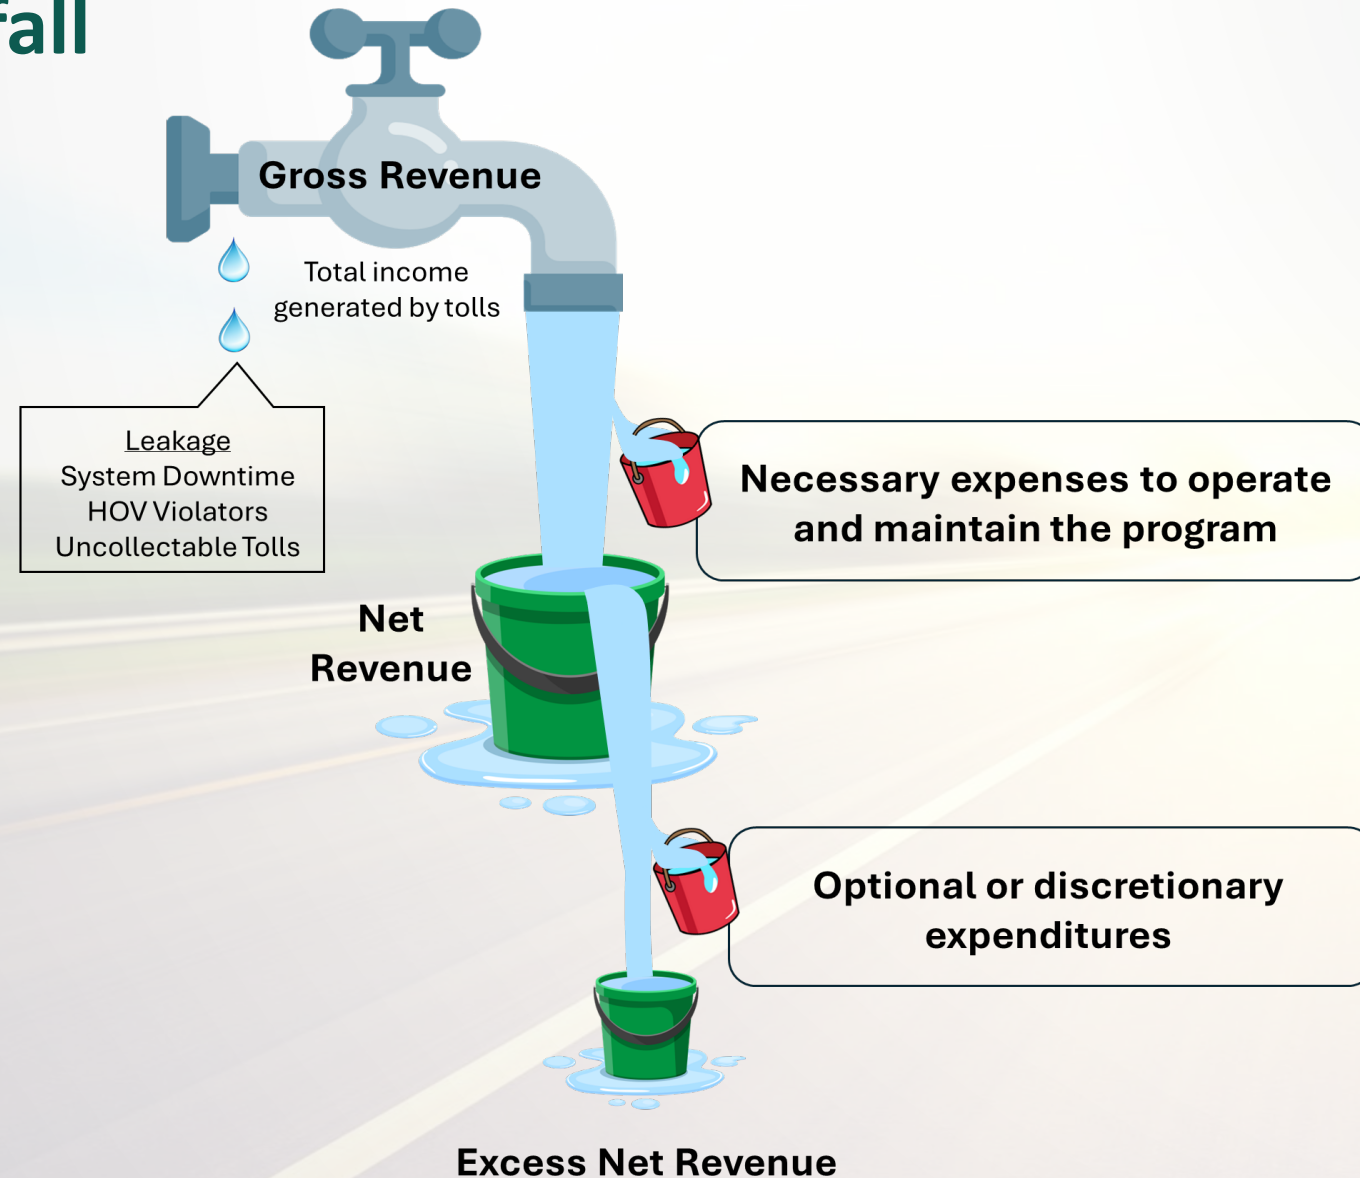 fall
Gross Revenue
Total income
generated by tolls
Leakage
System Downtime
HOV Violators
Uncollectable Tolls
Necessary expenses to operate
and maintain the program
Net
Revenue
Optional or discretionary
expenditures
Excess Net Revenue